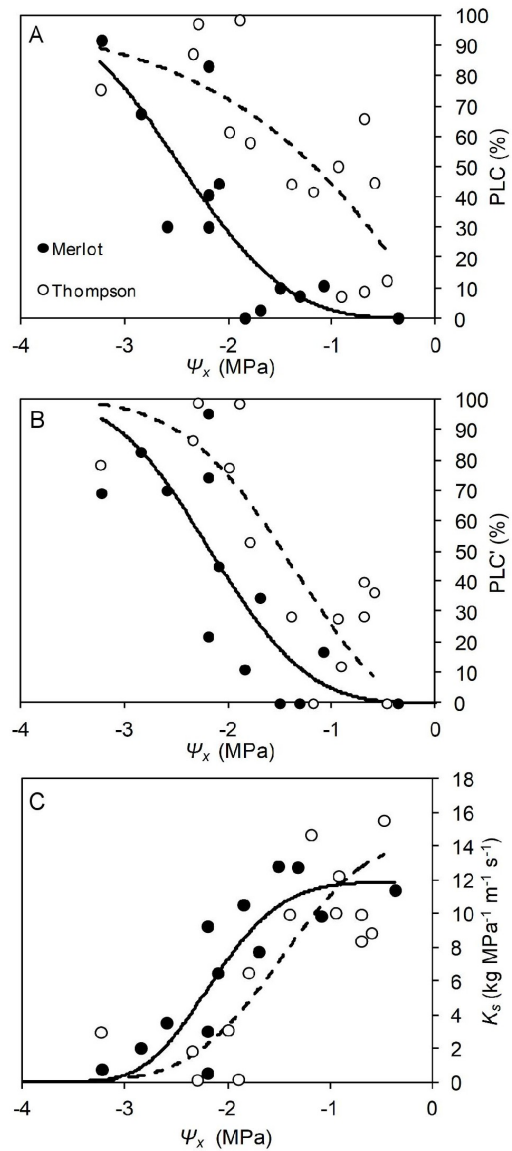 A
100
90
80
70
60
50
40
30
20
10
0
PLC (%)
Merlot
Thompson
-4 -3 -2 -1 0
Ψx (MPa)
B
100
90
80
70
60
50
40
30
20
10
0
PLC' (%)
-4 -3 -2 -1 0
Ψx (MPa)
C
18
16
14
12
10
8
6
4
2
0
Ks (kg MPa-1 m-1 s-1)
-4 -3 -2 -1 0
Ψx (MPa)